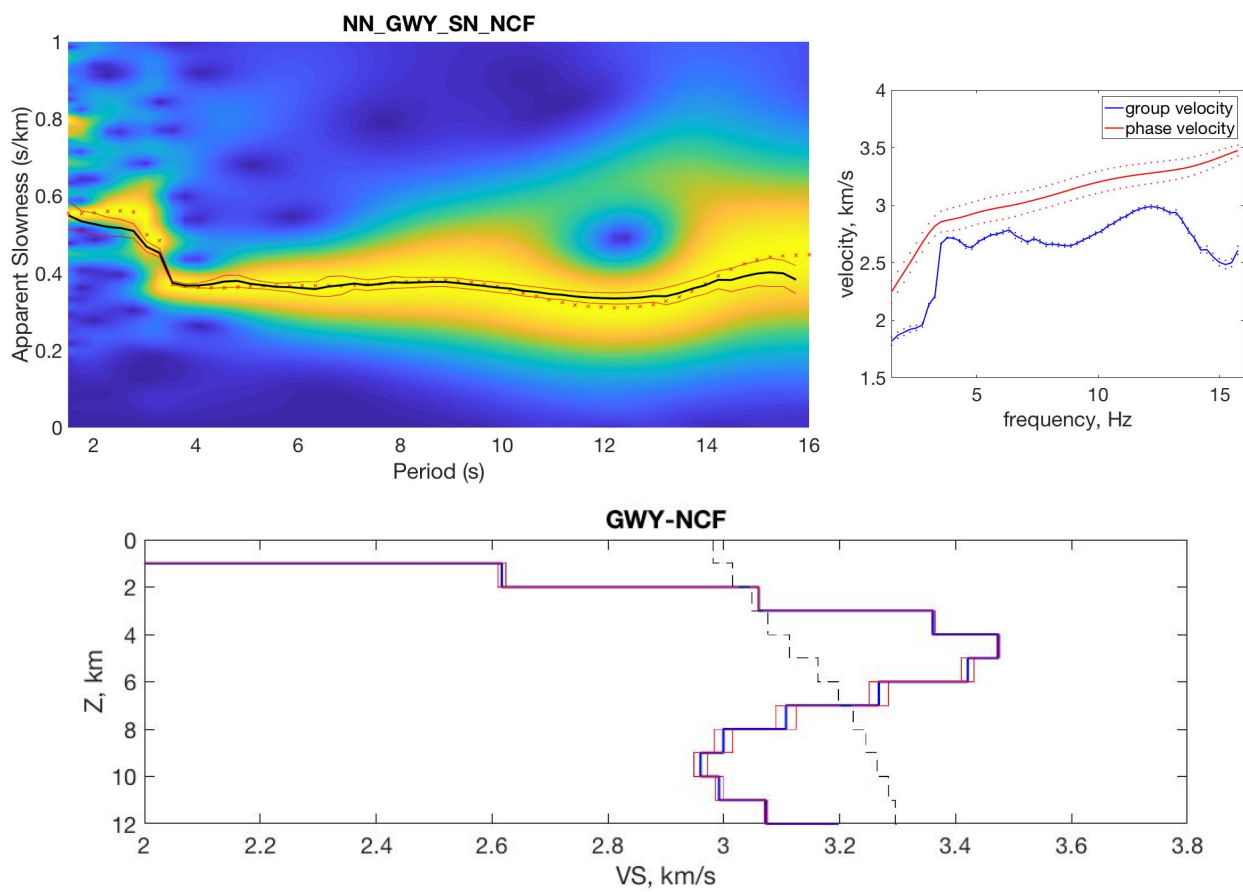 NN_GWY_SN_NCF
1
0.8
0.6
0.4
0.2
0
Apparent Slowness (s/km)
2 4 6 8 10 12 14 16
Period (s)
4
3.5
3
2.5
2
1.5
velocity, km/s
group velocity
phase velocity
5 10 15
frequency, Hz
GWY-NCF
0
2
4
6
8
10
12
Z, km
2 2.2 2.4 2.6 2.8 3 3.2 3.4 3.6 3.8
VS, km/s